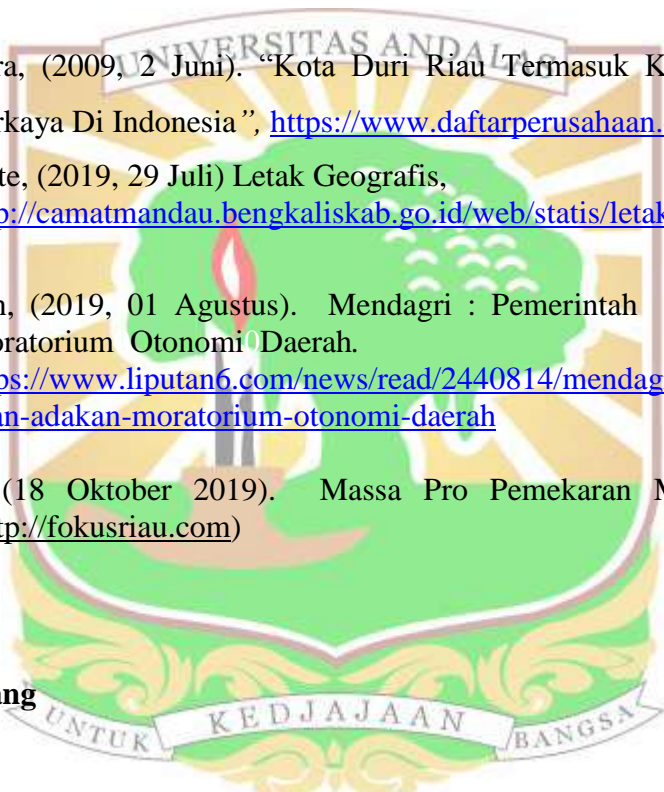 UNIVERSITAS ANDALAS
ra, (2009, 2 Juni). “Kota Duri Riau Termasuk K
rkaya Di Indonesia”, https://www.daftarperusahaan.
te, (2019, 29 Juli) Letak Geografis,
p://camatmandau.bengkaliskab.go.id/web/statis/letak
n, (2019, 01 Agustus). Mendagri : Pemerintah
oratorium Otonomi0Daerah.
ps://www.liputan6.com/news/read/2440814/mendag
an-adakan-moratorium-otonomi-daerah
(18 Oktober 2019). Massa Pro Pemekaran M
tp://fokusriau.com)
ang
UNTUK KEDJAJAAN BANGSA